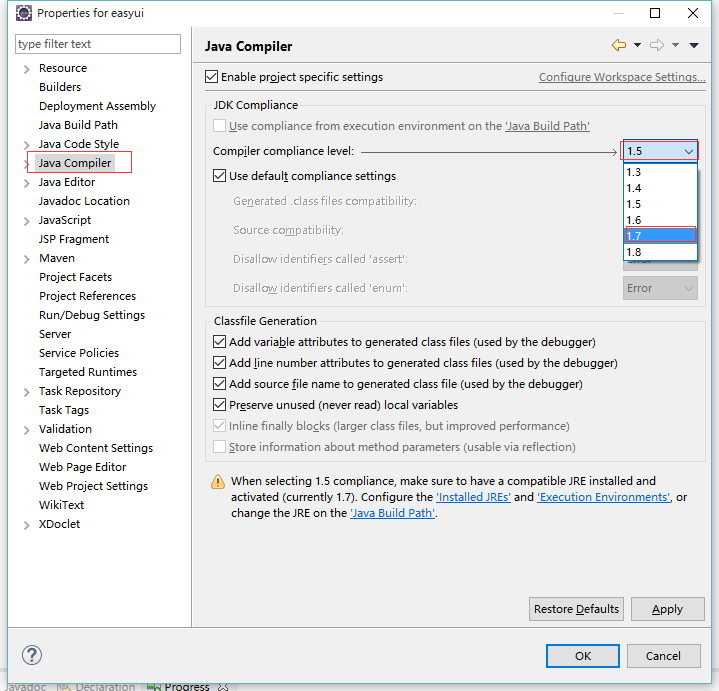 Properties for easyui
type filter text
Resource
Builders
Deployment Assembly
Java Build Path
Java Code Style
Java Compiler
Java Editor
Javadoc Location
JavaScript
JSP Fragment
Maven
Project Facets
Project References
Run/Debug Settings
Server
Service Policies
Targeted Runtimes
Task Repository
Task Tags
Validation
Web Content Settings
Web Page Editor
Web Project Settings
WikiText
XDoclet
Java Compiler
Enable project specific settings
Configure Workspace Settings...
JDK Compliance
Use compliance from execution environment on the 'Java Build Path'
Compiler compliance level:
1.5
1.3
1.4
1.5
1.6
1.7
1.8
Use default compliance settings
Generated .class files compatibility:
Source compatibility:
Disallow identifiers called 'assert':
Error
Disallow identifiers called 'enum':
Error
Classfile Generation
Add variable attributes to generated class files (used by the debugger)
Add line number attributes to generated class files (used by the debugger)
Add source file name to generated class file (used by the debugger)
Preserve unused (never read) local variables
Inline finally blocks (larger class files, but improved performance)
Store information about method parameters (usable via reflection)
When selecting 1.5 compliance, make sure to have a compatible JRE installed and
activated (currently 1.7). Configure the 'Installed JREs' and 'Execution Environments', or
change the JRE on the 'Java Build Path'.
Restore Defaults
Apply
OK
Cancel
Javadoc
Declaration
Progress